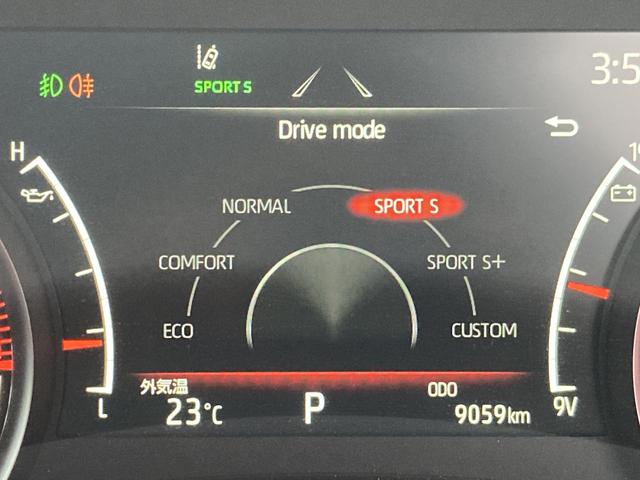 SPORT S
3:5
Drive mode
H
NORMAL
SPORT S
COMFORT
SPORT S+
ECO
CUSTOM
外気温
23°C
P
ODO
9059km
L
9V